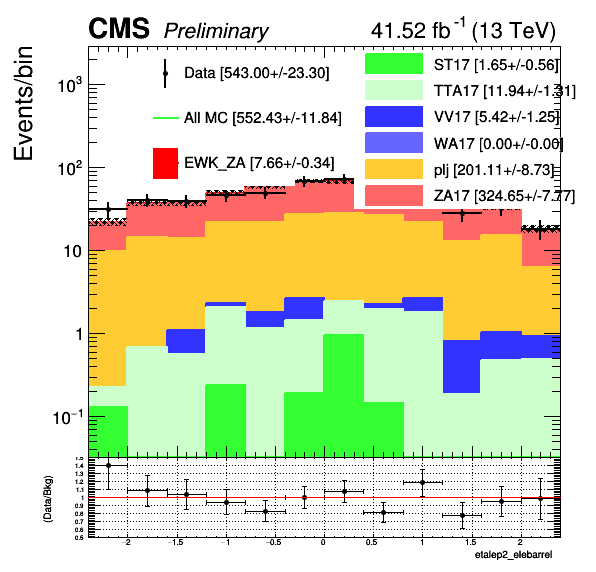 CMS Preliminary 41.52 fb⁻¹ (13 TeV)
Events/bin
Data [543.00+/-23.30]
All MC [552.43+/-11.84]
EWK_ZA [7.66+/-0.34]
ST17 [1.65+/-0.56]
TTA17 [11.94+/-1.31]
VV17 [5.42+/-1.25]
WA17 [0.00+/-0.00]
plj [201.11+/-8.73]
ZA17 [324.65+/-7.77]
10³
10²
10
1
10⁻¹
(Data/Bkg)
1.5
1.4
1.3
1.2
1.1
1.0
0.9
0.8
0.7
0.6
0.5
-2 -1.5 -1 -0.5 0 0.5 1 1.5 2
etalep2_elebarrel